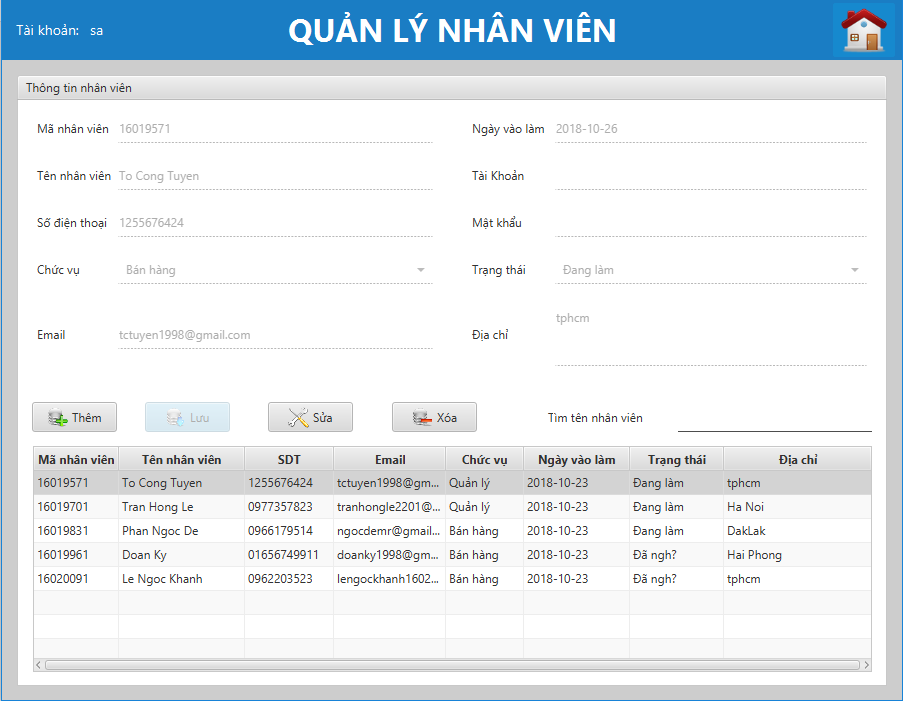 Tài khoản: sa
QUẢN LÝ NHÂN VIÊN
Thông tin nhân viên
Mã nhân viên 16019571 Ngày vào làm 2018-10-26
Tên nhân viên To Cong Tuyen Tài Khoản
Số điện thoại 1255676424 Mật khẩu
Chức vụ Bán hàng Trạng thái Đang làm
Email tctuyen1998@gmail.com Địa chỉ tphcm
Thêm Lưu Sửa Xóa Tìm tên nhân viên
Mã nhân viên Tên nhân viên SDT Email Chức vụ Ngày vào làm Trạng thái Địa chỉ
16019571 To Cong Tuyen 1255676424 tctuyen1998@gm... Quản lý 2018-10-23 Đang làm tphcm
16019701 Tran Hong Le 0977357823 tranhongle2201@... Quản lý 2018-10-23 Đang làm Ha Noi
16019831 Phan Ngoc De 0966179514 ngocdemr@gmail... Bán hàng 2018-10-23 Đang làm DakLak
16019961 Doan Ky 01656749911 doanky1998@gm... Bán hàng 2018-10-23 Đã ngh? Hai Phong
16020091 Le Ngoc Khanh 0962203523 lengockhanh1602... Bán hàng 2018-10-23 Đã ngh? tphcm